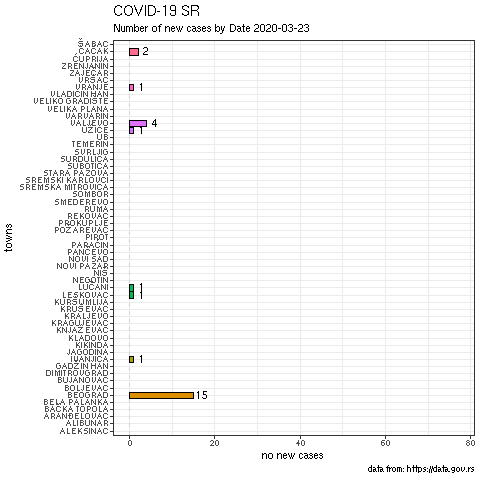 COVID-19 SR
Number of new cases by Date 2020-03-23
ŠABAC
ČAČAK 2
ĆUPRIJA
ZRENJANIN
ZAJEČAR
VRŠAC
VRANJE 1
VLADIČIN HAN
VELIKO GRADIŠTE
VELIKA PLANA
VARVARIN
VALJEVO 4
UŽICE 1
UB
TEMERIN
SVRLJIG
SURDULICA
SUBOTICA
STARA PAZOVA
SREMSKI KARLOVCI
SREMSKA MITROVICA
SOMBOR
SMEDEREVO
RUMA
REKOVAC
PROKUPLJE
POŽAREVAC
PIROT
PARAĆIN
PANČEVO
NOVI SAD
NOVI PAZAR
NIŠ
NEGOTIN
LUČANI 1
LESKOVAC 1
KURŠUMLIJA
KRUŠEVAC
KRALJEVO
KRAGUJEVAC
KNJAŽEVAC
KLADOVO
KIKINDA
JAGODINA
IVANJICA 1
GADŽIN HAN
DIMITROVGRAD
BUJANOVAC
BOLJEVAC
BEOGRAD 15
BELA PALANKA
BAČKA TOPOLA
ARANĐELOVAC
ALIBUNAR
ALEKSINAC
towns
0 20 40 60 80
no new cases
data from: https://data.gov.rs